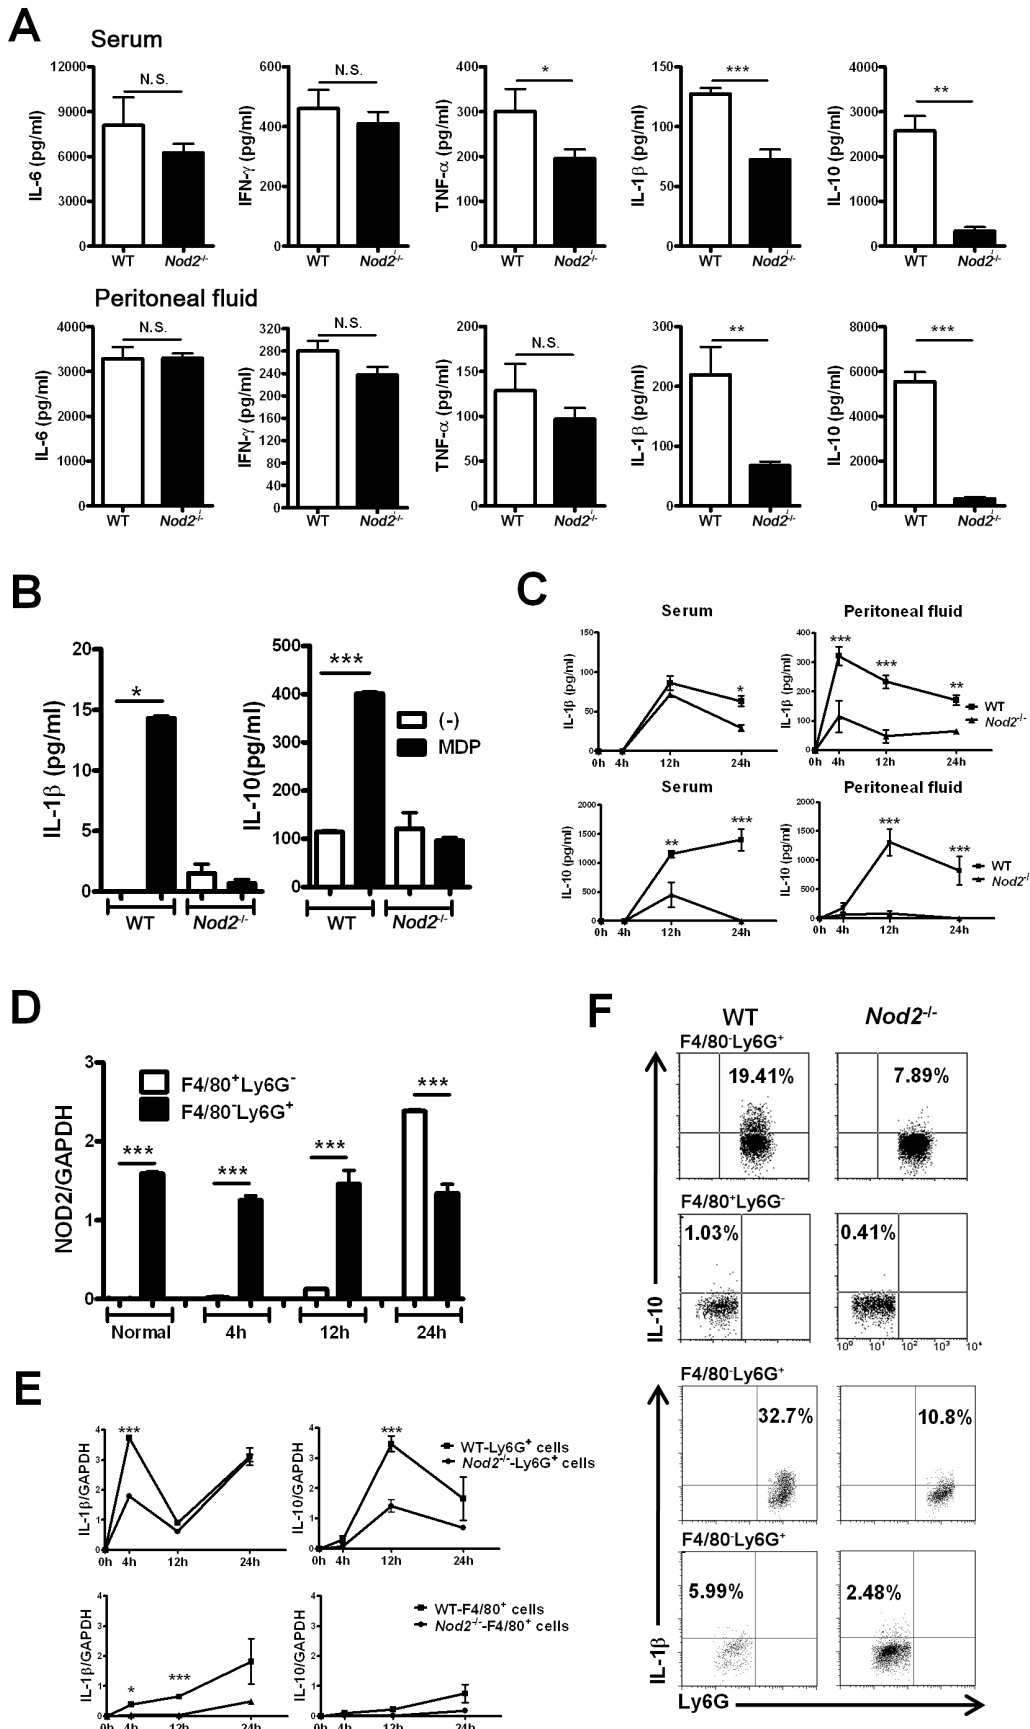 A
Serum
12000
9000
6000
3000
0
IL-6 (pg/ml)
N.S.
WT
Nod2-/-
600
400
200
0
IFN-γ (pg/ml)
N.S.
WT
Nod2-/-
400
300
200
100
0
TNF-α (pg/ml)
*
WT
Nod2-/-
150
100
50
0
IL-1β (pg/ml)
***
WT
Nod2-/-
4000
3000
2000
1000
0
IL-10 (pg/ml)
**
WT
Nod2-/-
Peritoneal fluid
4000
3000
2000
1000
0
IL-6 (pg/ml)
N.S.
WT
Nod2-/-
320
280
240
200
160
120
80
40
0
IFN-γ (pg/ml)
N.S.
WT
Nod2-/-
200
150
100
50
0
TNF-α (pg/ml)
N.S.
WT
Nod2-/-
300
200
100
0
IL-1β (pg/ml)
**
WT
Nod2-/-
8000
6000
4000
2000
0
IL-10 (pg/ml)
***
WT
Nod2-/-
B
20
15
10
5
0
IL-1β (pg/ml)
*
WT
Nod2-/-
500
400
300
200
100
0
IL-10(pg/ml)
***
(-)
MDP
WT
Nod2-/-
C
Serum
150
100
50
0
IL-1β (pg/ml)
*
0h 4h 12h 24h
Peritoneal fluid
400
300
200
100
0
IL-1β (pg/ml)
***
***
**
WT
Nod2-/-
0h 4h 12h 24h
Serum
2000
1500
1000
500
0
IL-10 (pg/ml)
**
***
0h 4h 12h 24h
Peritoneal fluid
2000
1500
1000
500
0
IL-10 (pg/ml)
***
***
WT
Nod2-/
0h 4h 12h 24h
D
3
2
1
0
NOD2/GAPDH
F4/80+Ly6G-
F4/80-Ly6G+
***
***
***
***
Normal 4h 12h 24h
E
4
3
2
1
0
IL-1β/GAPDH
***
0h 4h 12h 24h
4
3
2
1
0
IL-10/GAPDH
***
WT-Ly6G+ cells
Nod2-/--Ly6G+ cells
0h 4h 12h 24h
4
3
2
1
0
IL-1β/GAPDH
*
***
0h 4h 12h 24h
4
3
2
1
0
IL-10/GAPDH
WT-F4/80+ cells
Nod2-/--F4/80+ cells
0h 4h 12h 24h
F
WT
Nod2-/-
F4/80-Ly6G+
19.41%
7.89%
F4/80+Ly6G-
1.03%
0.41%
IL-10
10⁰ 10¹ 10² 10³ 10⁴
F4/80-Ly6G+
32.7%
10.8%
F4/80-Ly6G+
5.99%
2.48%
IL-1β
Ly6G